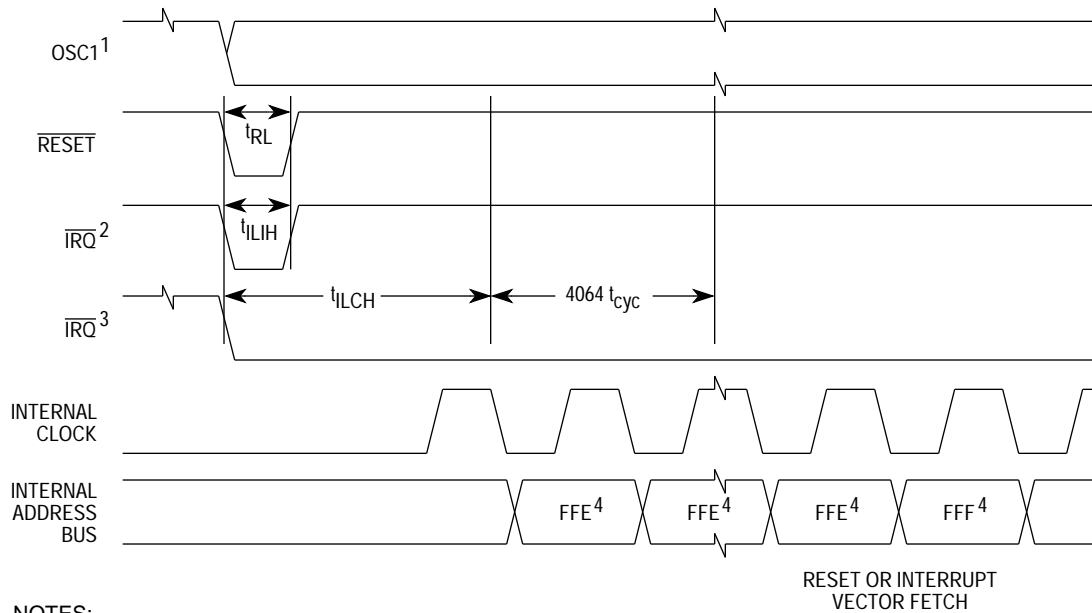 OSC1¹
RESET
tRL
IRQ²
tILIH
IRQ³
tILCH
4064 tcyc
INTERNAL
CLOCK
INTERNAL
ADDRESS
BUS
FFE⁴
FFE⁴
FFE⁴
FFF⁴
RESET OR INTERRUPT
VECTOR FETCH
NOTES: